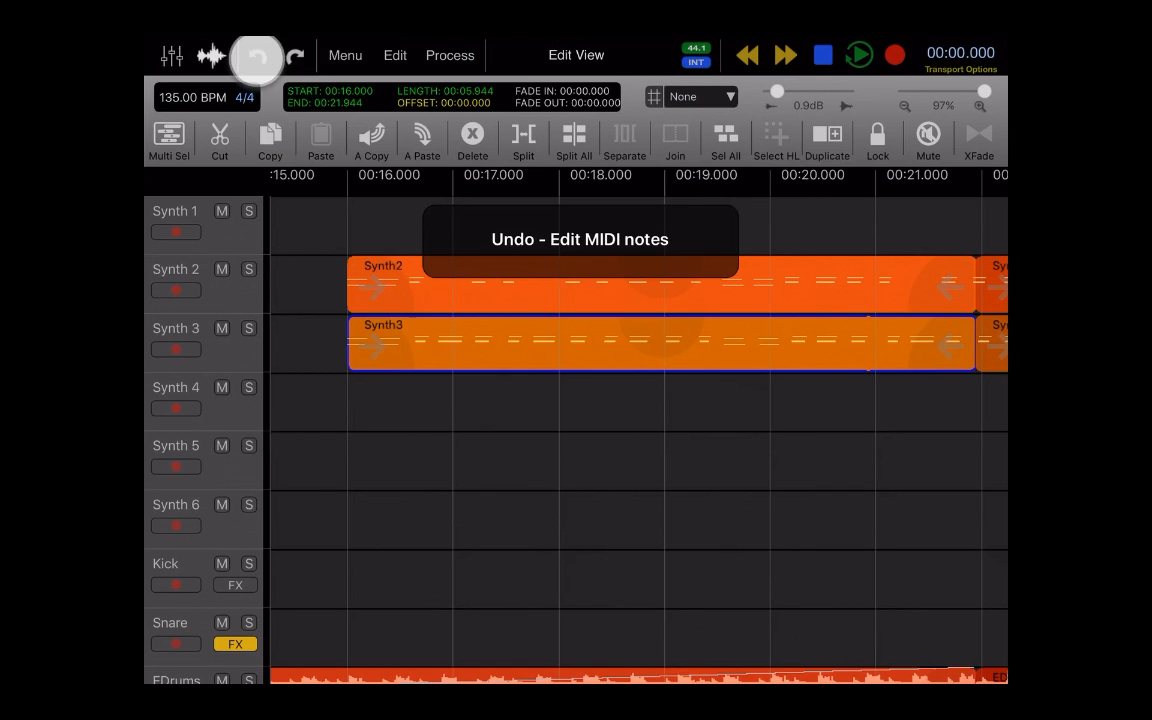 Menu Edit Process Edit View 44.1 INT 00:00.000 Transport Options
135.00 BPM 4/4
START: 00:16.000 LENGTH: 00:05.944 FADE IN: 00:00.000
END: 00:21.944 OFFSET: 00:00.000 FADE OUT: 00:00.000
None 0.9dB 97%
Multi Sel Cut Copy Paste A Copy A Paste Delete Split Split All Separate Join Sel All Select HL Duplicate Lock Mute XFade
:15.000 00:16.000 00:17.000 00:18.000 00:19.000 00:20.000 00:21.000 00
Synth 1 M S
Undo - Edit MIDI notes
Synth 2 M S Synth2 Sy
Synth 3 M S Synth3 Sy
Synth 4 M S
Synth 5 M S
Synth 6 M S
Kick M S
FX
Snare M S
FX
EDrums M S ED